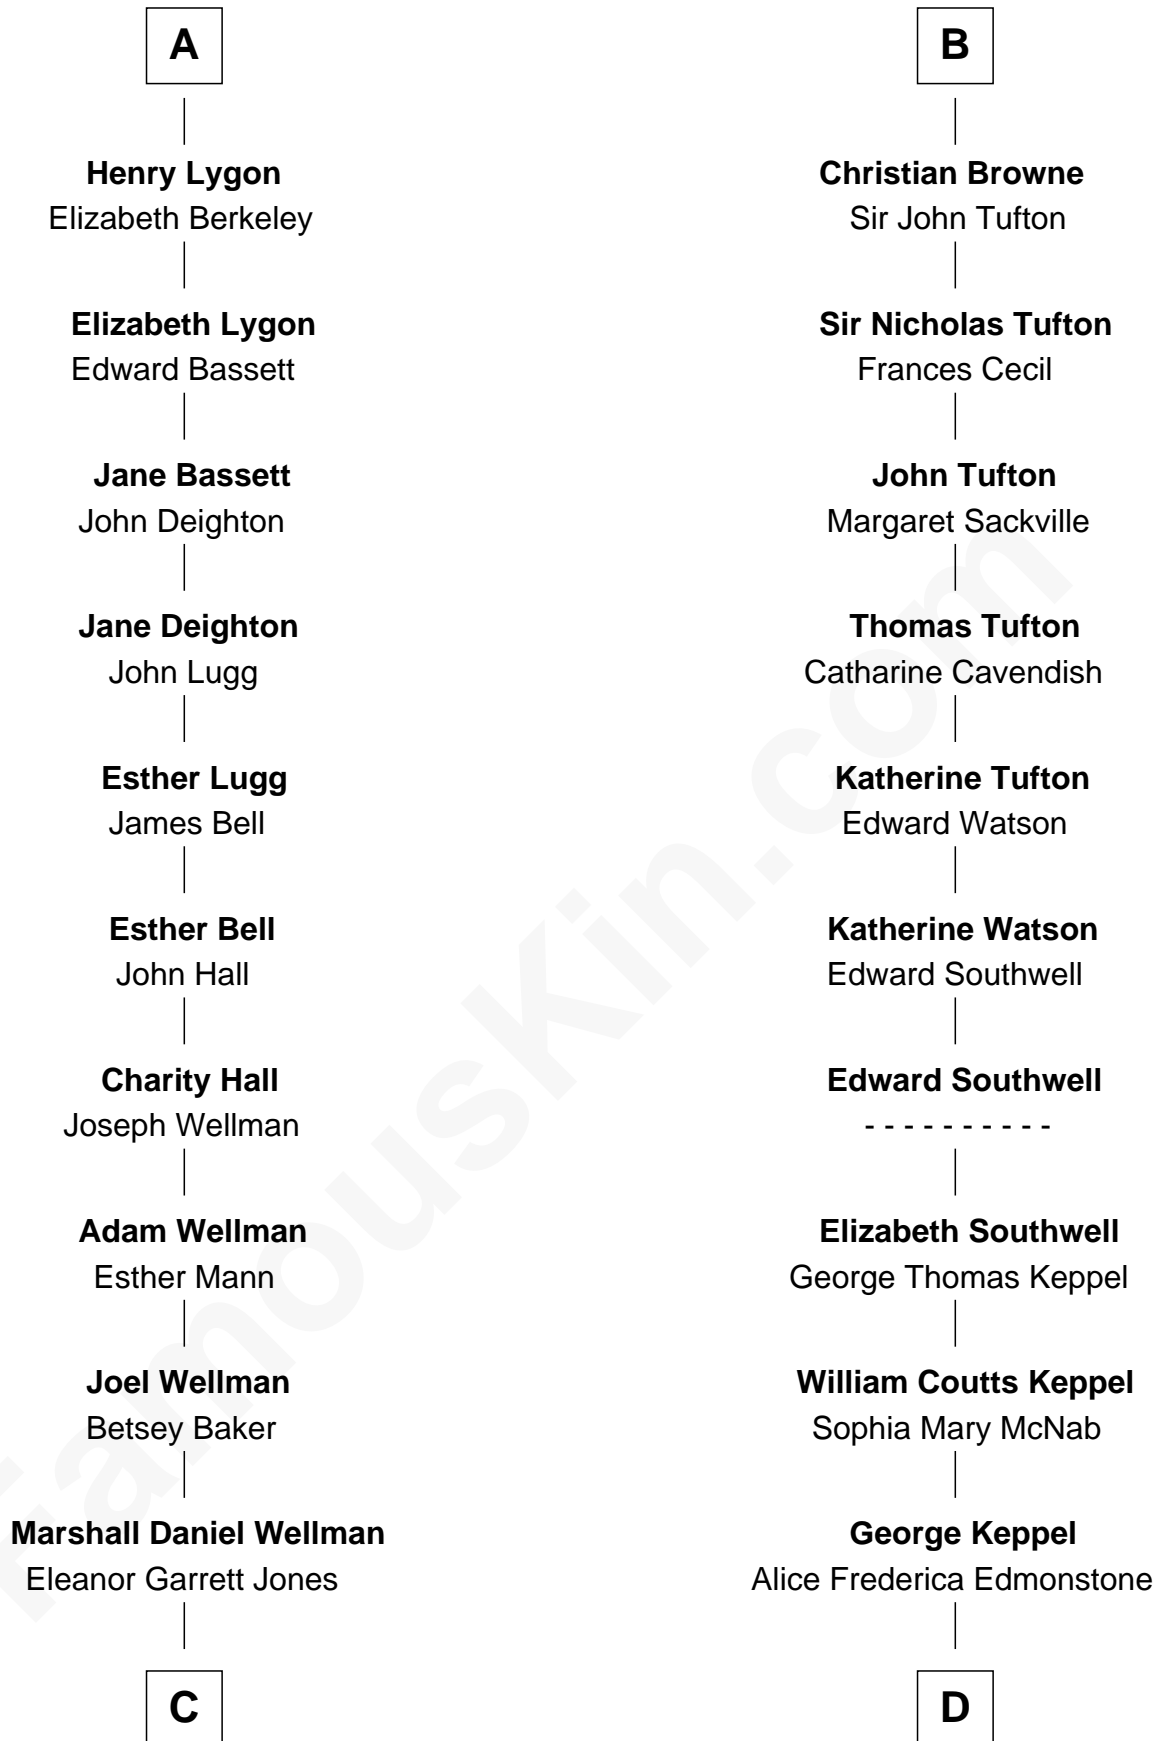 A
Henry Lygon
Elizabeth Berkeley
Elizabeth Lygon
Edward Bassett
Jane Bassett
John Deighton
Jane Deighton
John Lugg
Esther Lugg
James Bell
Esther Bell
John Hall
Charity Hall
Joseph Wellman
Adam Wellman
Esther Mann
Joel Wellman
Betsey Baker
Marshall Daniel Wellman
Eleanor Garrett Jones
C
B
Christian Browne
Sir John Tufton
Sir Nicholas Tufton
Frances Cecil
John Tufton
Margaret Sackville
Thomas Tufton
Catharine Cavendish
Katherine Tufton
Edward Watson
Katherine Watson
Edward Southwell
Edward Southwell
- - - - - - - - - -
Elizabeth Southwell
George Thomas Keppel
William Coutts Keppel
Sophia Mary McNab
George Keppel
Alice Frederica Edmonstone
D
FamousKin.com